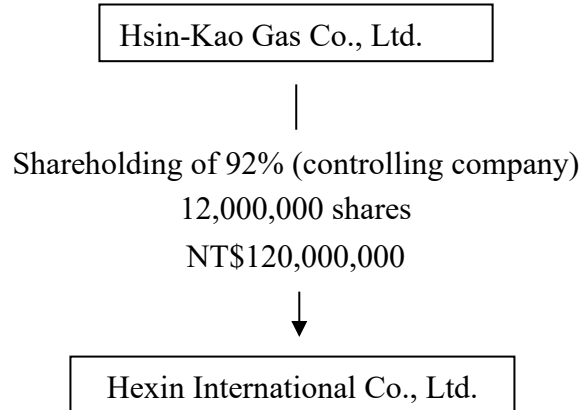 Hsin-Kao Gas Co., Ltd.
Shareholding of 92% (controlling company)
12,000,000 shares
NT$120,000,000
Hexin International Co., Ltd.